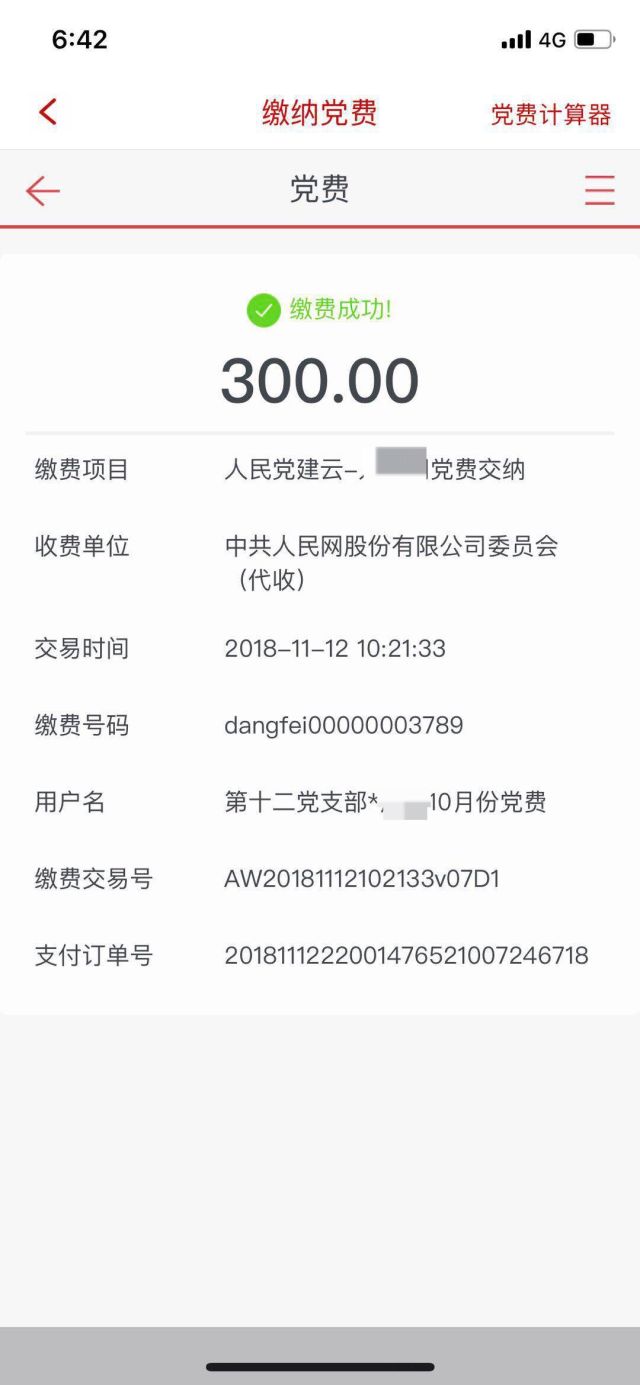 6:42
4G
缴纳党费
党费计算器
党费
缴费成功!
300.00
缴费项目
人民党建云-
党费交纳
收费单位
中共人民网股份有限公司委员会
（代收）
交易时间
2018-11-12 10:21:33
缴费号码
dangfei00000003789
用户名
第十二党支部*
10月份党费
缴费交易号
AW20181112102133v07D1
支付订单号
2018111222001476521007246718